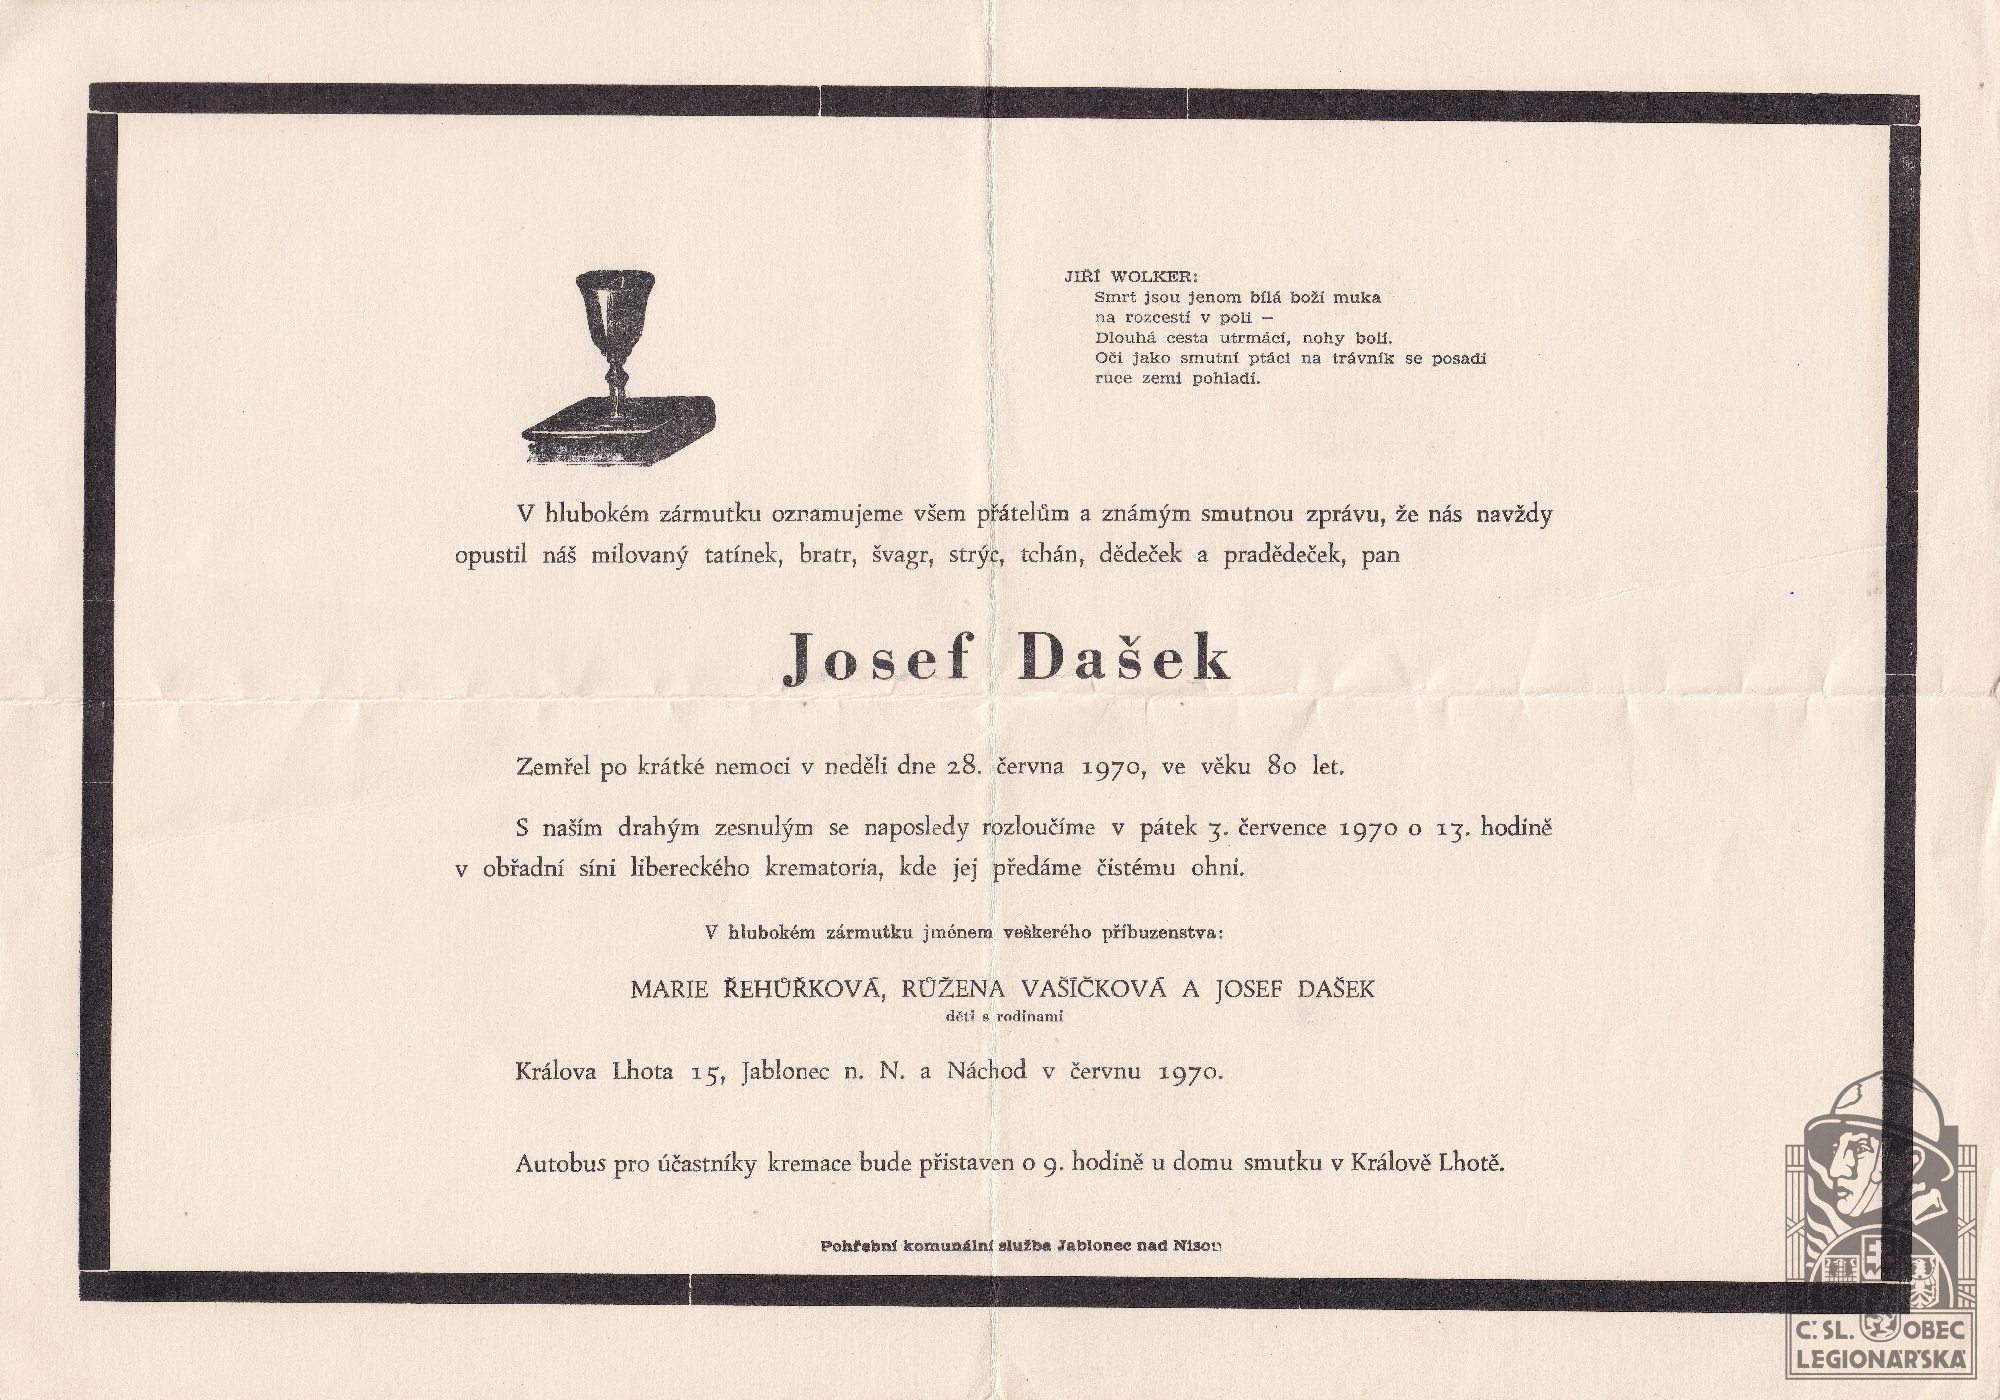 JIŘÍ WOLKER:
Smrt jsou jenom bílá boží muka
na rozcestí v poli —
Dlouhá cesta utrmácí, nohy bolí.
Oči jako smutní ptáci na trávník se posadí
ruce zemi pohladí.
V hlubokém zármutku oznamujeme všem přátelům a známým smutnou zprávu, že nás navždy
opustil náš milovaný tatínek, bratr, švagr, strýc, tchán, dědeček a pradědeček, pan
Josef Dašek
Zemřel po krátké nemoci v neděli dne 28. června 1970, ve věku 80 let.
S naším drahým zesnulým se naposledy rozloučíme v pátek 3. července 1970 o 13. hodině
v obřadní síni libereckého krematoria, kde jej předáme čistému ohni.
V hlubokém zármutku jménem veškerého příbuzenstva:
MARIE ŘEHŮŘKOVÁ, RŮŽENA VAŠÍČKOVÁ A JOSEF DAŠEK
děti s rodinami
Králova Lhota 15, Jablonec n. N. a Náchod v červnu 1970.
Autobus pro účastníky kremace bude přistaven o 9. hodině u domu smutku v Králově Lhotě.
Pohřební komunální služba Jablonec nad Nisou
Č. SL. OBEC
LEGIONÁŘSKÁ